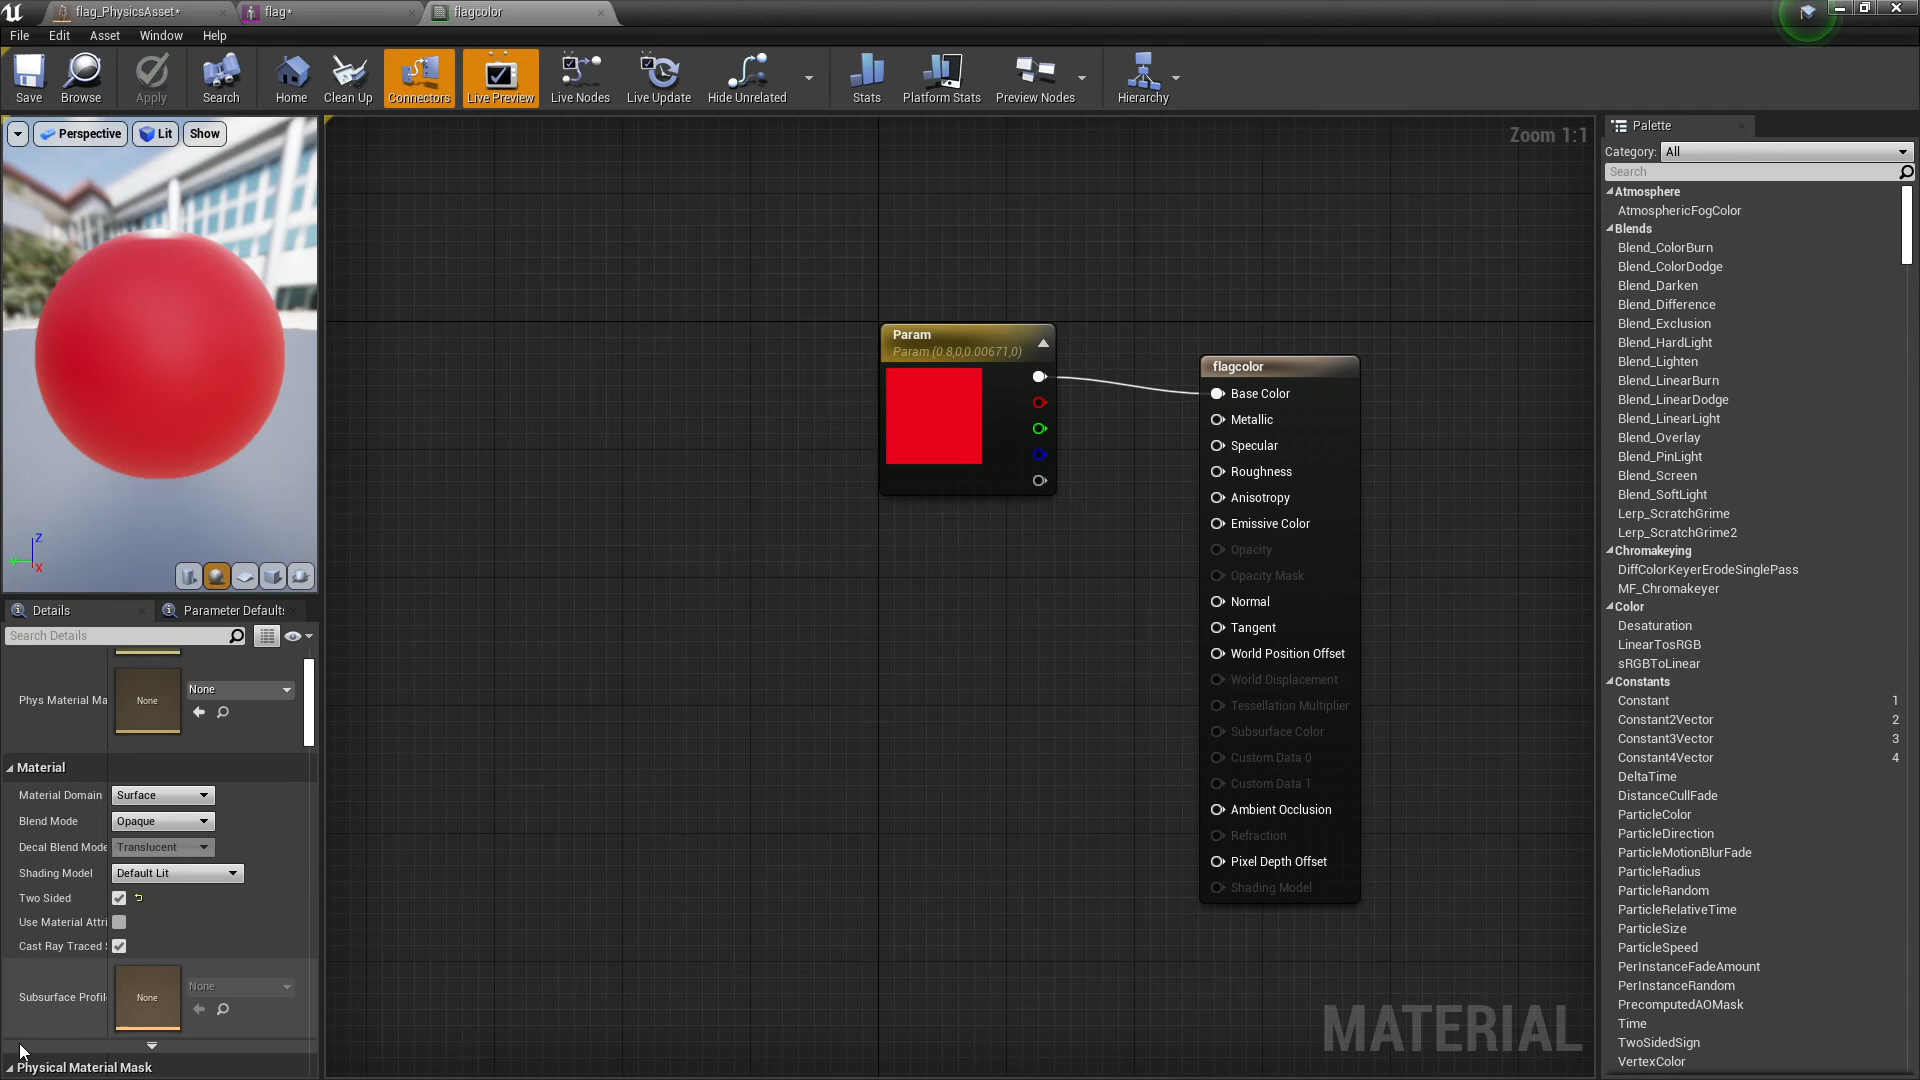 flag_PhysicsAsset*
flag*
flagcolor
File Edit Asset Window Help
Save Browse Apply Search Home Clean Up Connectors Live Preview Live Nodes Live Update Hide Unrelated Stats Platform Stats Preview Nodes Hierarchy
Perspective Lit Show
Zoom 1:1
Z
Y
X
Param
Param (0.8,0,0.00671,0)
flagcolor
Base Color
Metallic
Specular
Roughness
Anisotropy
Emissive Color
Opacity
Opacity Mask
Normal
Tangent
World Position Offset
World Displacement
Tessellation Multiplier
Subsurface Color
Custom Data 0
Custom Data 1
Ambient Occlusion
Refraction
Pixel Depth Offset
Shading Model
MATERIAL
Details
Parameter Default
Search Details
Phys Material Ma
None
None
Material
Material Domain Surface
Blend Mode Opaque
Decal Blend Mode Translucent
Shading Model Default Lit
Two Sided
Use Material Attri
Cast Ray Traced
Subsurface Profil
None
None
Physical Material Mask
Palette
Category: All
Search
Atmosphere
AtmosphericFogColor
Blends
Blend_ColorBurn
Blend_ColorDodge
Blend_Darken
Blend_Difference
Blend_Exclusion
Blend_HardLight
Blend_Lighten
Blend_LinearBurn
Blend_LinearDodge
Blend_LinearLight
Blend_Overlay
Blend_PinLight
Blend_Screen
Blend_SoftLight
Lerp_ScratchGrime
Lerp_ScratchGrime2
Chromakeying
DiffColorKeyerErodeSinglePass
MF_Chromakeyer
Color
Desaturation
LinearTosRGB
sRGBToLinear
Constants
Constant 1
Constant2Vector 2
Constant3Vector 3
Constant4Vector 4
DeltaTime
DistanceCullFade
ParticleColor
ParticleDirection
ParticleMotionBlurFade
ParticleRadius
ParticleRandom
ParticleRelativeTime
ParticleSize
ParticleSpeed
PerInstanceFadeAmount
PerInstanceRandom
PrecomputedAOMask
Time
TwoSidedSign
VertexColor